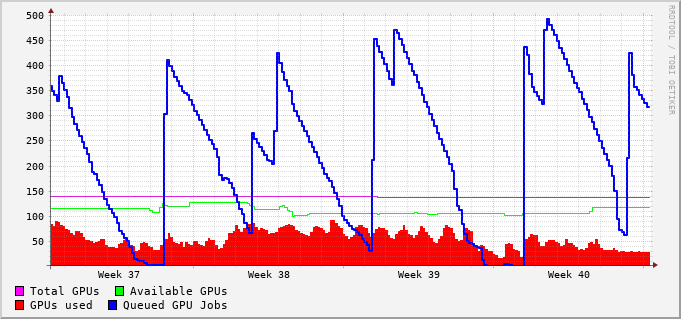 500
450
400
350
300
250
200
150
100
50
Week 37 Week 38 Week 39 Week 40
Total GPUs Available GPUs
GPUs used Queued GPU Jobs
RRDTOOL / TOBI OETIKER